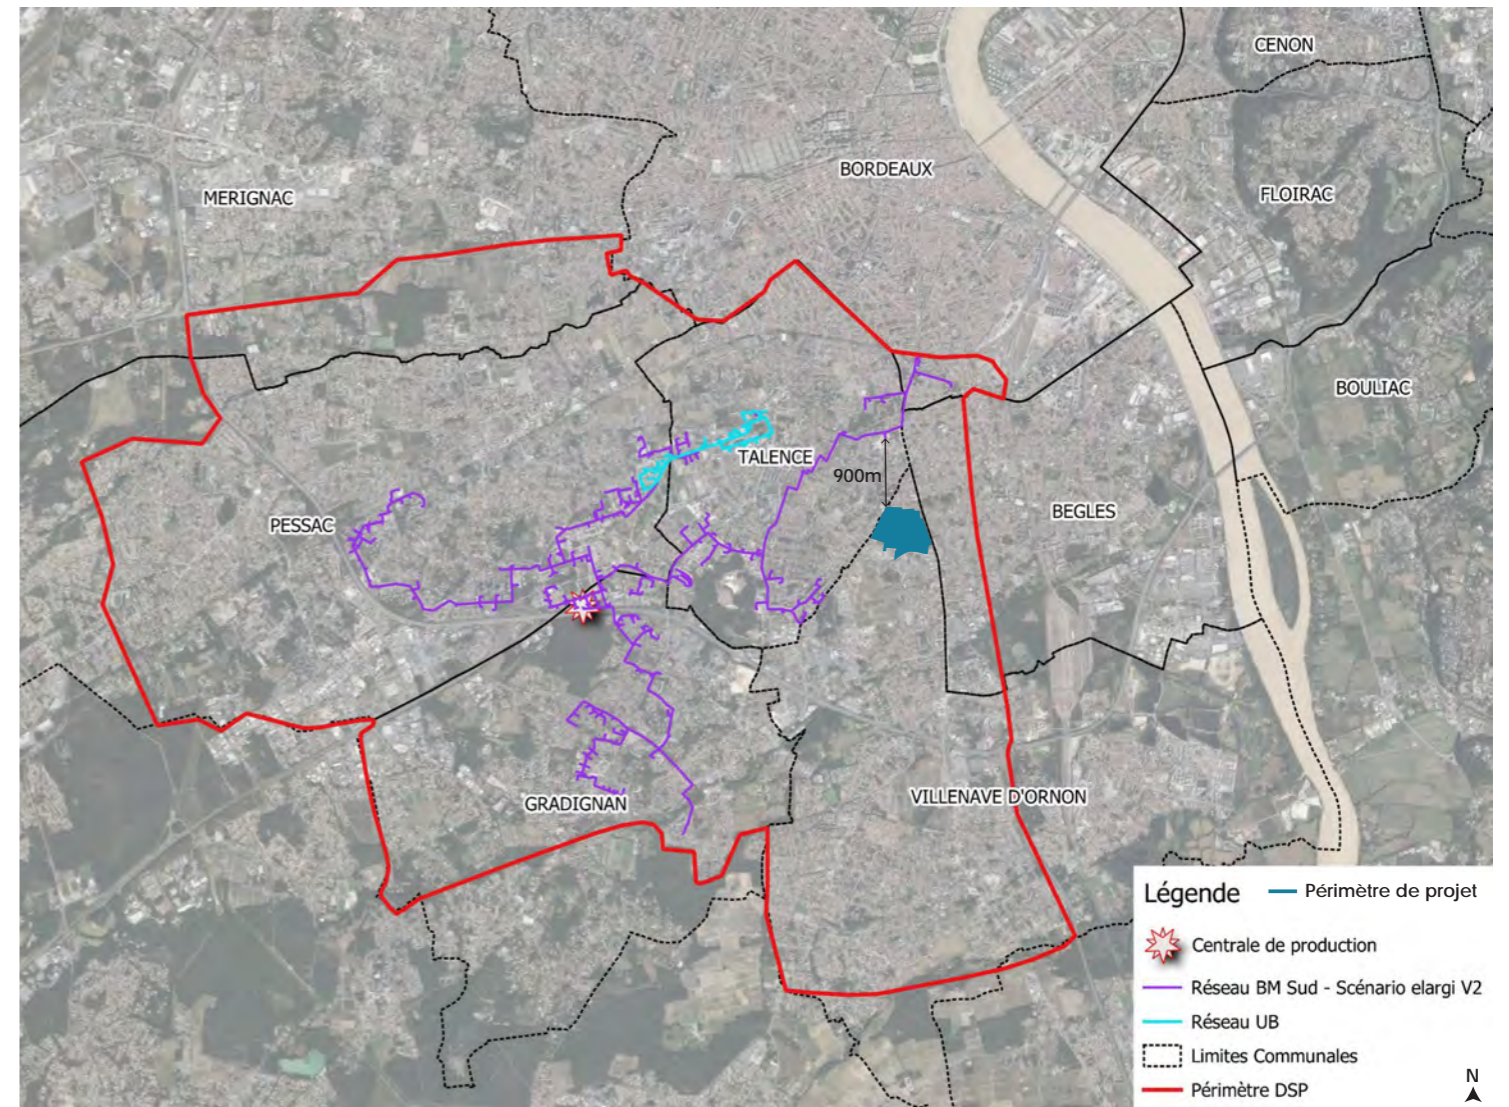 CENON
BORDEAUX
MERIGNAC
FLOIRAC
BOULIAC
TALENCE
900m
PESSAC
BEGLES
GRADIGNAN
VILLENAVE D'ORNON
Légende
Périmètre de projet
Centrale de production
Réseau BM Sud - Scénario elargi V2
Réseau UB
Limites Communales
Périmètre DSP
N